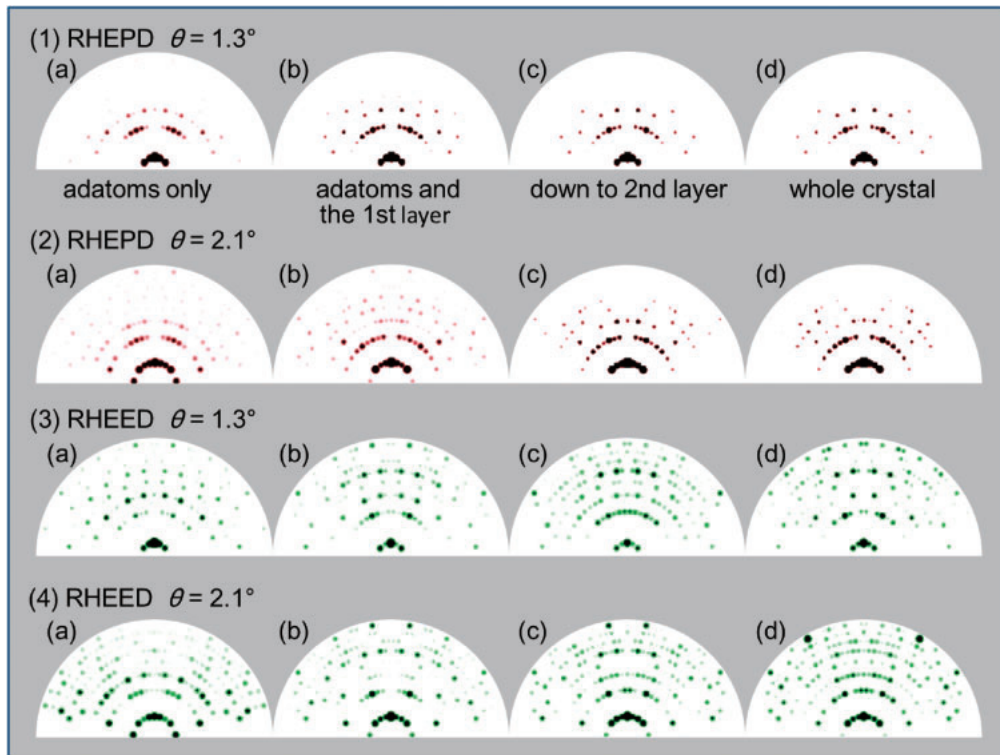 (1) RHEPD θ = 1.3°
(a) (b) (c) (d)
adatoms only
adatoms and
the 1st layer
down to 2nd layer
whole crystal
(2) RHEPD θ = 2.1°
(a) (b) (c) (d)
(3) RHEED θ = 1.3°
(a) (b) (c) (d)
(4) RHEED θ = 2.1°
(a) (b) (c) (d)